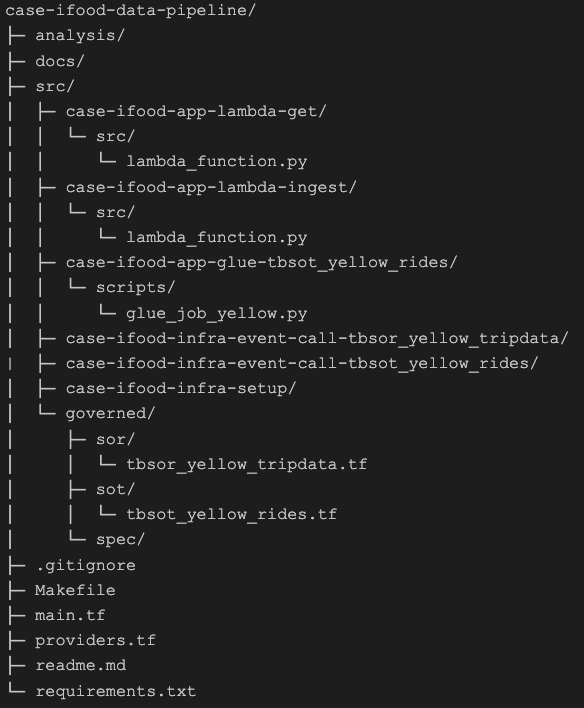 case-ifood-data-pipeline/
├─ analysis/
├─ docs/
├─ src/
│  ├─ case-ifood-app-lambda-get/
│  │  └─ src/
│  │     └─ lambda_function.py
│  ├─ case-ifood-app-lambda-ingest/
│  │  └─ src/
│  │     └─ lambda_function.py
│  ├─ case-ifood-app-glue-tbsot_yellow_rides/
│  │  └─ scripts/
│  │     └─ glue_job_yellow.py
│  ├─ case-ifood-infra-event-call-tbsor_yellow_tripdata/
|  ├─ case-ifood-infra-event-call-tbsot_yellow_rides/
│  ├─ case-ifood-infra-setup/
│  └─ governed/
│     ├─ sor/
│     │  └─ tbsor_yellow_tripdata.tf
│     ├─ sot/
│     │  └─ tbsot_yellow_rides.tf
│     └─ spec/
├─ .gitignore
├─ Makefile
├─ main.tf
├─ providers.tf
├─ readme.md
└─ requirements.txt